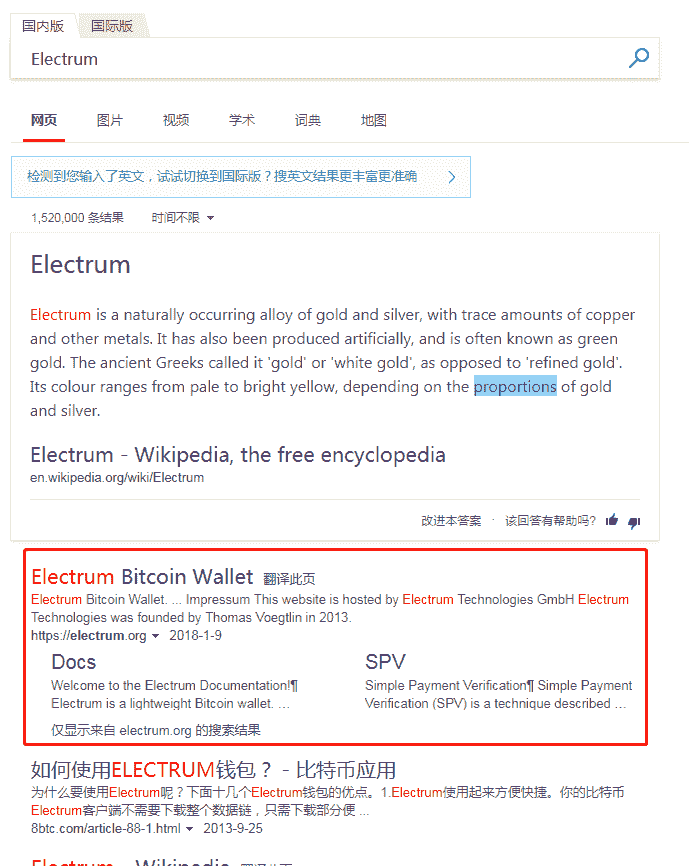 国内版 国际版
Electrum
网页 图片 视频 学术 词典 地图
检测到您输入了英文，试试切换到国际版？搜英文结果更丰富更准确
1,520,000 条结果 时间不限
Electrum
Electrum is a naturally occurring alloy of gold and silver, with trace amounts of copper
and other metals. It has also been produced artificially, and is often known as green
gold. The ancient Greeks called it 'gold' or 'white gold', as opposed to 'refined gold'.
Its colour ranges from pale to bright yellow, depending on the proportions of gold
and silver.
Electrum - Wikipedia, the free encyclopedia
en.wikipedia.org/wiki/Electrum
改进本答案 · 该回答有帮助吗?
Electrum Bitcoin Wallet 翻译此页
Electrum Bitcoin Wallet. ... Impressum This website is hosted by Electrum Technologies GmbH Electrum
Technologies was founded by Thomas Voegtlin in 2013.
https://electrum.org 2018-1-9
Docs SPV
Welcome to the Electrum Documentation!¶ Simple Payment Verification¶ Simple Payment
Electrum is a lightweight Bitcoin wallet. ... Verification (SPV) is a technique described ...
仅显示来自 electrum.org 的搜索结果
如何使用ELECTRUM钱包？ - 比特币应用
为什么要使用Electrum呢？下面十几个Electrum钱包的优点。1.Electrum使用起来方便快捷。你的比特币
Electrum客户端不需要下载整个数据链，只需下载部分便 ...
8btc.com/article-88-1.html 2013-9-25
Electrum - Wikipedia 翻译此页